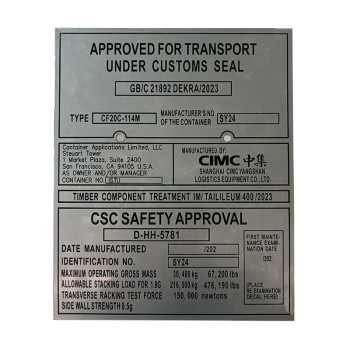 APPROVED FOR TRANSPORT
UNDER CUSTOMS SEAL
GB/C 21892 DEKRA/2023
TYPE CF20C-114M MANUFACTURER'S NO. OF THE CONTAINER SY24
Container Applications Limited, LLC
Steuart Tower
1 Market Plaza, Suite 2400
San Francisco, CA 94105 U.S.A.
AS OWNER AND/OR MANAGER
CONTAINER NO. ISTU
MANUFACTURED BY:
CIMC 中集
SHANGHAI CIMC YANGSHAN
LOGISTICS EQUIPMENT CO., LTD.
TIMBER COMPONENT TREATMENT IM/TAILILEUM 400/2023
CSC SAFETY APPROVAL
D-HH-5781
DATE MANUFACTURED /202
IDENTIFICATION NO. SY24
MAXIMUM OPERATING GROSS MASS 30,480 kg 67,200 lbs
ALLOWABLE STACKING LOAD FOR 1.8G 216,000 kg 476,190 lbs
TRANSVERSE RACKING TEST FORCE 150,000 newtons
SIDE WALL STRENGTH 0.5g
FIRST MAINTE-
NANCE EXAMI-
NATION DATE
/202
(PLACE
RE-EXAMINATION
DECAL HERE)